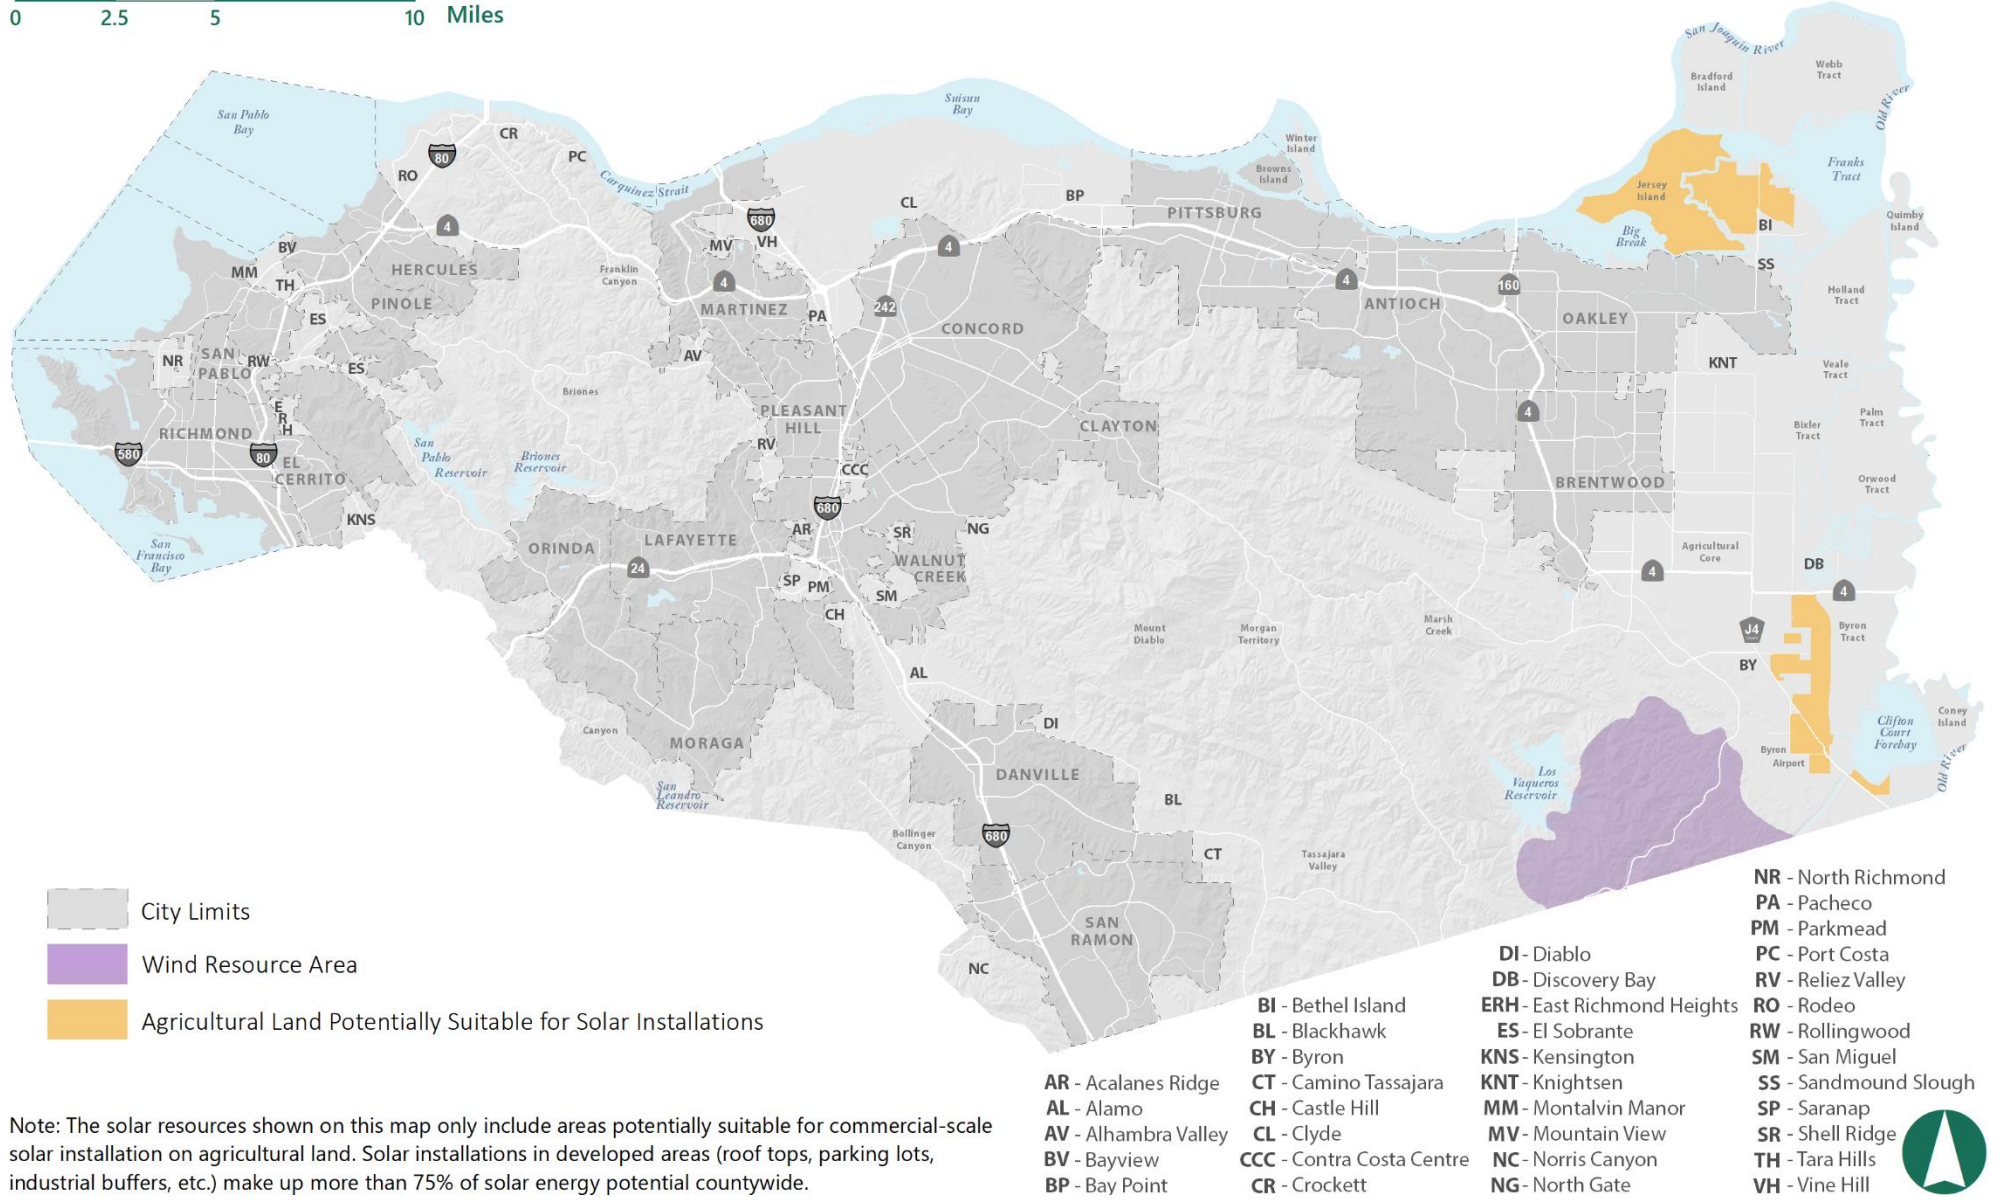 0 2.5 5 10 Miles
San Joaquin River
Bradford
Island
Webb
Tract
Old River
San Pablo
Bay
Suisun
Bay
CR
80
PC
RO
Carquinez Strait
Winter
Island
Browns
Island
Franks
Tract
Jersey
Island
BP
CL
PITTSBURG
680
4
MV
VH
4
BI
Quimby
Island
Big
Break
BV
MM
TH
HERCULES
PINOLE
Franklin
Canyon
4
MARTINEZ
PA
242
CONCORD
4
ANTIOCH
160
OAKLEY
SS
Holland
Tract
ES
NR
SAN
PABLO
RW
ES
AV
KNT
Veale
Tract
Briones
E
R
H
RICHMOND
PLEASANT
HILL
CLAYTON
4
Palm
Tract
Bixler
Tract
580
80
EL
CERRITO
San
Pablo
Reservoir
Briones
Reservoir
RV
CCC
BRENTWOOD
Orwood
Tract
KNS
680
San
Francisco
Bay
ORINDA
LAFAYETTE
AR
SR
NG
WALNUT
CREEK
24
SP
PM
SM
CH
Agricultural
Core
DB
4
4
Mount
Diablo
Morgan
Territory
Marsh
Creek
J4
Byron
Tract
BY
AL
Canyon
MORAGA
DI
San
Leandro
Reservoir
DANVILLE
BL
Los
Vaqueros
Reservoir
Byron
Airport
Clifton
Court
Forebay
Coney
Island
Old River
Bollinger
Canyon
680
CT
Tassajara
Valley
SAN
RAMON
NC
City Limits
Wind Resource Area
Agricultural Land Potentially Suitable for Solar Installations
Note: The solar resources shown on this map only include areas potentially suitable for commercial-scale
solar installation on agricultural land. Solar installations in developed areas (roof tops, parking lots,
industrial buffers, etc.) make up more than 75% of solar energy potential countywide.
AR - Acalanes Ridge
AL - Alamo
AV - Alhambra Valley
BV - Bayview
BP - Bay Point
BI - Bethel Island
BL - Blackhawk
BY - Byron
CT - Camino Tassajara
CH - Castle Hill
CL - Clyde
CCC - Contra Costa Centre
CR - Crockett
DI - Diablo
DB - Discovery Bay
ERH - East Richmond Heights
ES - El Sobrante
KNS - Kensington
KNT - Knightsen
MM - Montalvin Manor
MV - Mountain View
NC - Norris Canyon
NG - North Gate
NR - North Richmond
PA - Pacheco
PM - Parkmead
PC - Port Costa
RV - Reliez Valley
RO - Rodeo
RW - Rollingwood
SM - San Miguel
SS - Sandmound Slough
SP - Saranap
SR - Shell Ridge
TH - Tara Hills
VH - Vine Hill